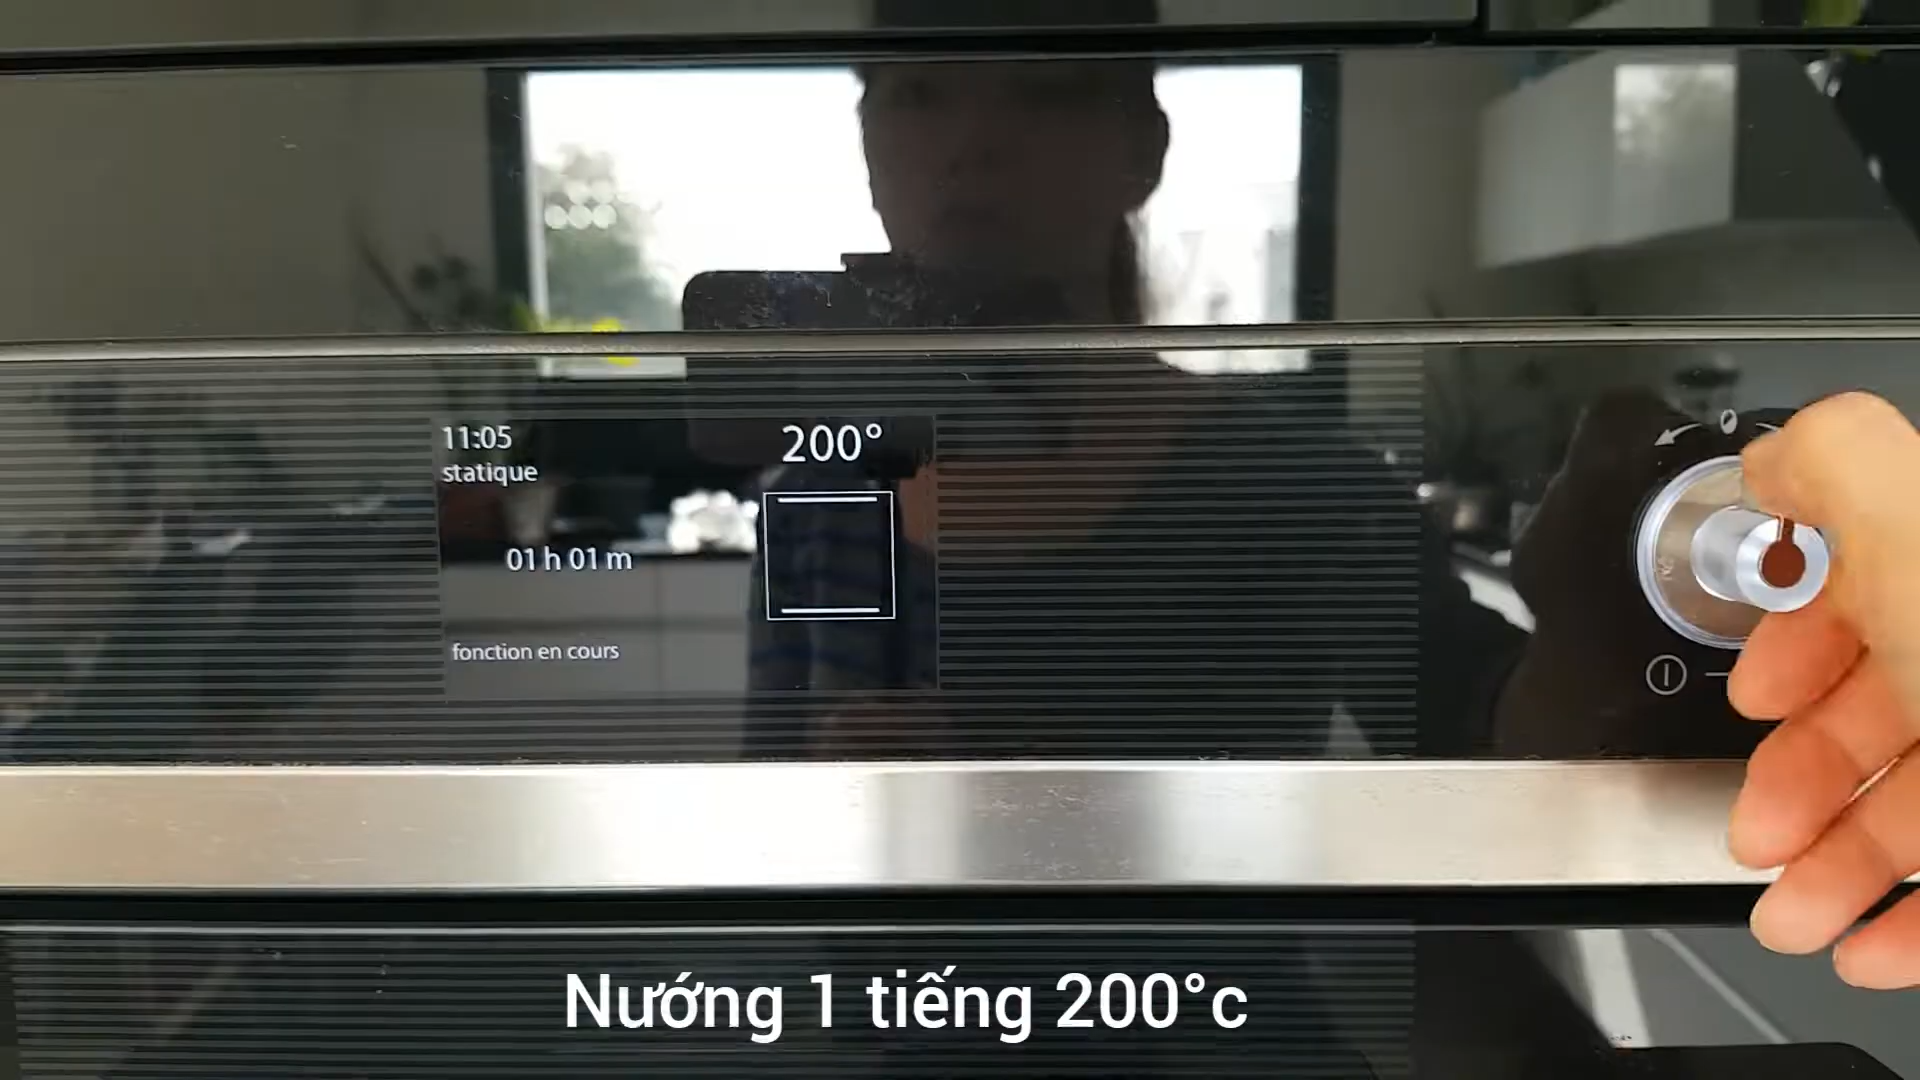 11:05
200°
statique
01 h 01 m
fonction en cours
Nướng 1 tiếng 200°c